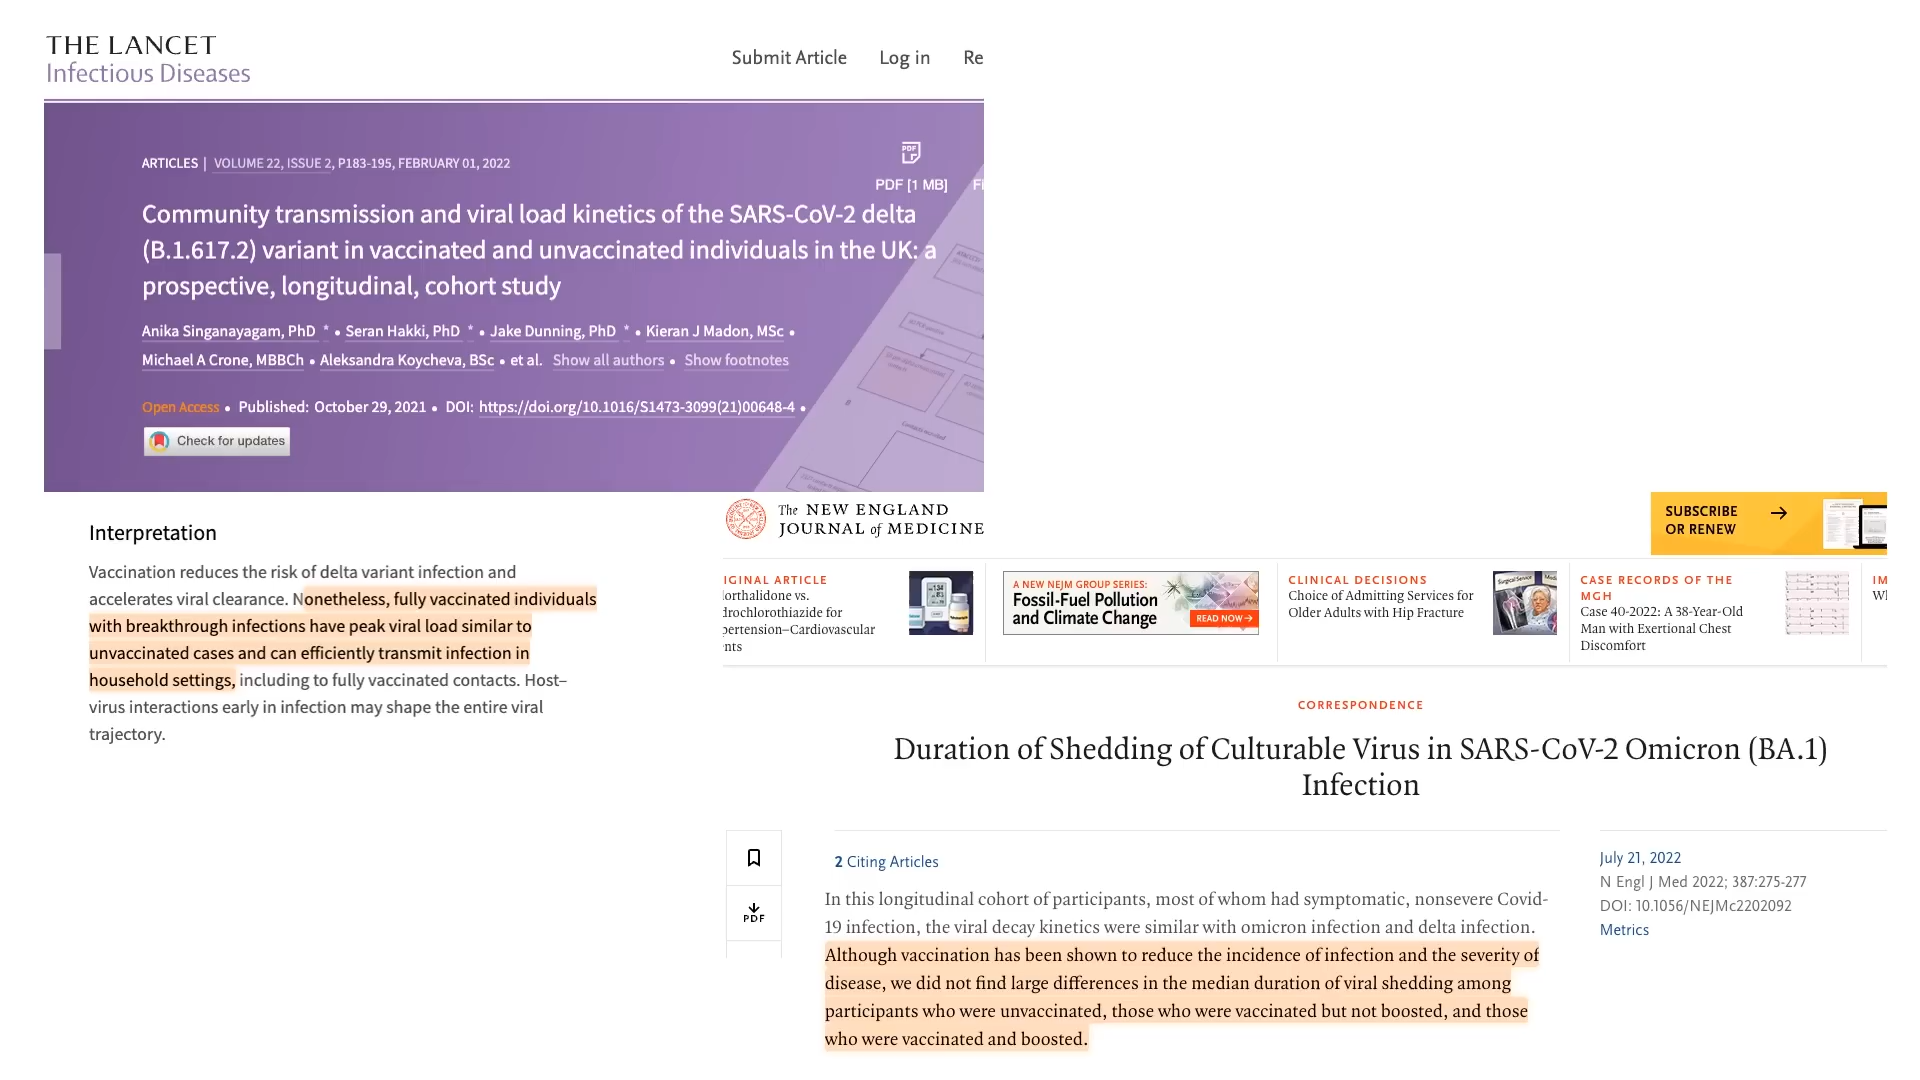 THE LANCET
Infectious Diseases
Submit Article Log in Re
ARTICLES | VOLUME 22, ISSUE 2, P183-195, FEBRUARY 01, 2022
PDF [1 MB] Fi
Community transmission and viral load kinetics of the SARS-CoV-2 delta
(B.1.617.2) variant in vaccinated and unvaccinated individuals in the UK: a
prospective, longitudinal, cohort study
Anika Singanayagam, PhD * • Seran Hakki, PhD * • Jake Dunning, PhD * • Kieran J Madon, MSc •
Michael A Crone, MBBCh • Aleksandra Koycheva, BSc • et al. Show all authors • Show footnotes
Open Access • Published: October 29, 2021 • DOI: https://doi.org/10.1016/S1473-3099(21)00648-4 •
Check for updates
Interpretation
Vaccination reduces the risk of delta variant infection and
accelerates viral clearance. Nonetheless, fully vaccinated individuals
with breakthrough infections have peak viral load similar to
unvaccinated cases and can efficiently transmit infection in
household settings, including to fully vaccinated contacts. Host–
virus interactions early in infection may shape the entire viral
trajectory.
The NEW ENGLAND
JOURNAL of MEDICINE
SUBSCRIBE
OR RENEW
IGINAL ARTICLE
lorthalidone vs.
drochlorothiazide for
pertension–Cardiovascular
nts
A NEW NEJM GROUP SERIES:
Fossil-Fuel Pollution
and Climate Change
READ NOW
CLINICAL DECISIONS
Choice of Admitting Services for
Older Adults with Hip Fracture
CASE RECORDS OF THE
MGH
Case 40-2022: A 38-Year-Old
Man with Exertional Chest
Discomfort
IM
Wl
CORRESPONDENCE
Duration of Shedding of Culturable Virus in SARS-CoV-2 Omicron (BA.1)
Infection
PDF
2 Citing Articles
In this longitudinal cohort of participants, most of whom had symptomatic, nonsevere Covid-
19 infection, the viral decay kinetics were similar with omicron infection and delta infection.
Although vaccination has been shown to reduce the incidence of infection and the severity of
disease, we did not find large differences in the median duration of viral shedding among
participants who were unvaccinated, those who were vaccinated but not boosted, and those
who were vaccinated and boosted.
July 21, 2022
N Engl J Med 2022; 387:275-277
DOI: 10.1056/NEJMc2202092
Metrics